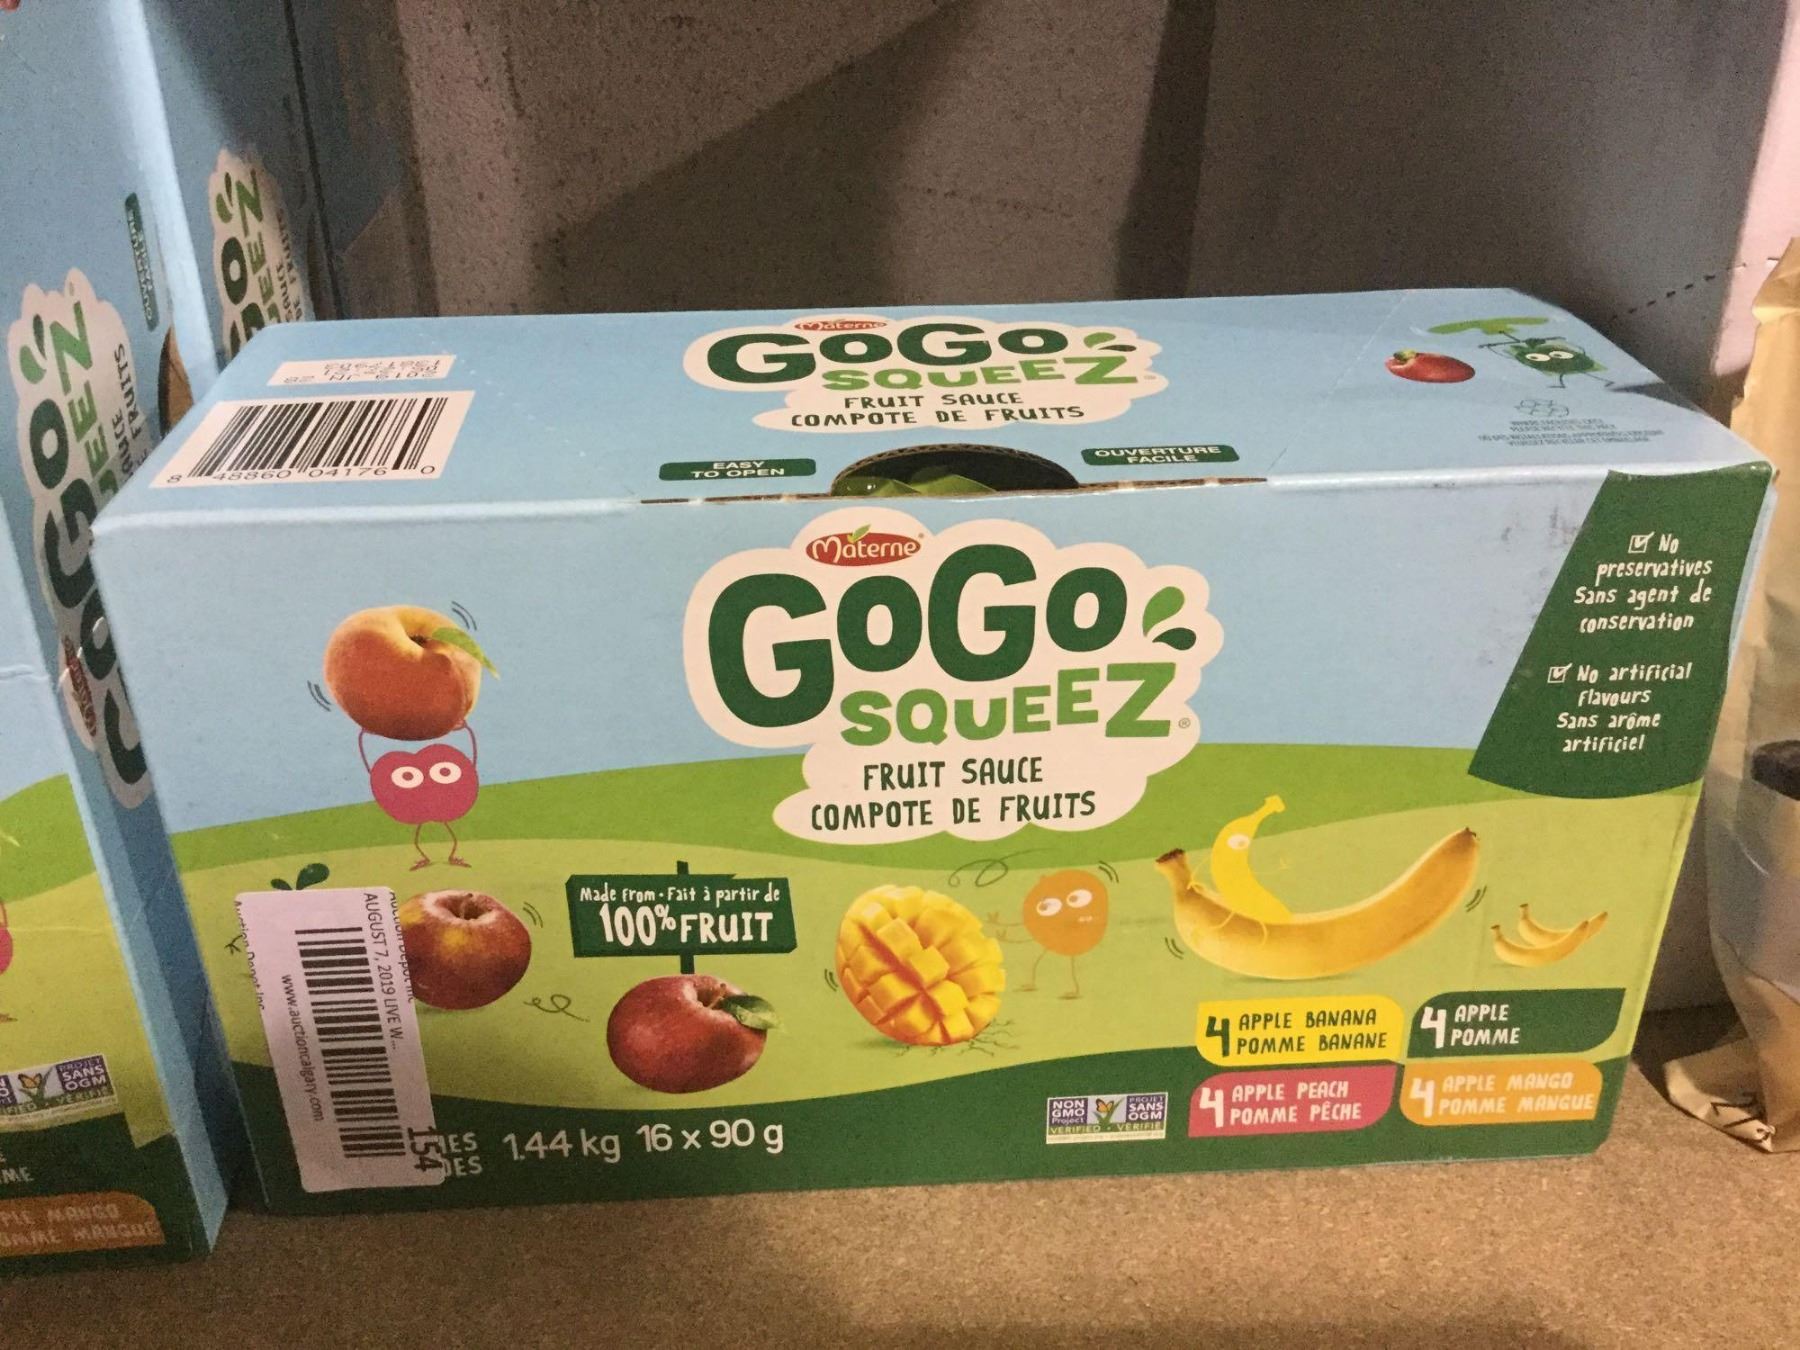 Materne
GoGo
SQUEEZ
FRUIT SAUCE
COMPOTE DE FRUITS
8 48860 04176 0
EASY
TO OPEN
OUVERTURE
FACILE
Materne
GoGo
SQUEEZ®
FRUIT SAUCE
COMPOTE DE FRUITS
No
preservatives
Sans agent de
conservation
No artificial
flavours
Sans arôme
artificiel
Made from • Fait à partir de
100% FRUIT
AUGUST 7, 2019 LIVE W...
www.auctioncalgary.com
154
1.44 kg 16 x 90 g
NON
GMO
Project
VERIFIED
PROJET
SANS
OGM
VÉRIFIÉ
4 APPLE BANANA
POMME BANANE
4 APPLE
POMME
4 APPLE PEACH
POMME PÊCHE
4 APPLE MANGO
POMME MANGUE
SANS
OGM